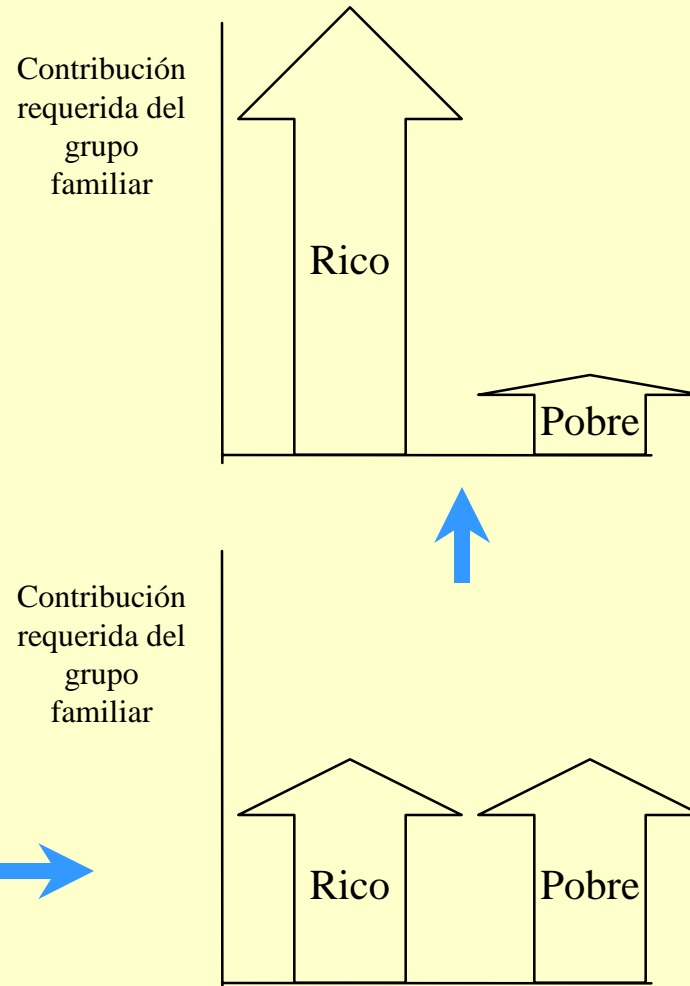 Contribución
requerida del
grupo
familiar
Rico
Pobre
Contribución
requerida del
grupo
familiar
Rico
Pobre